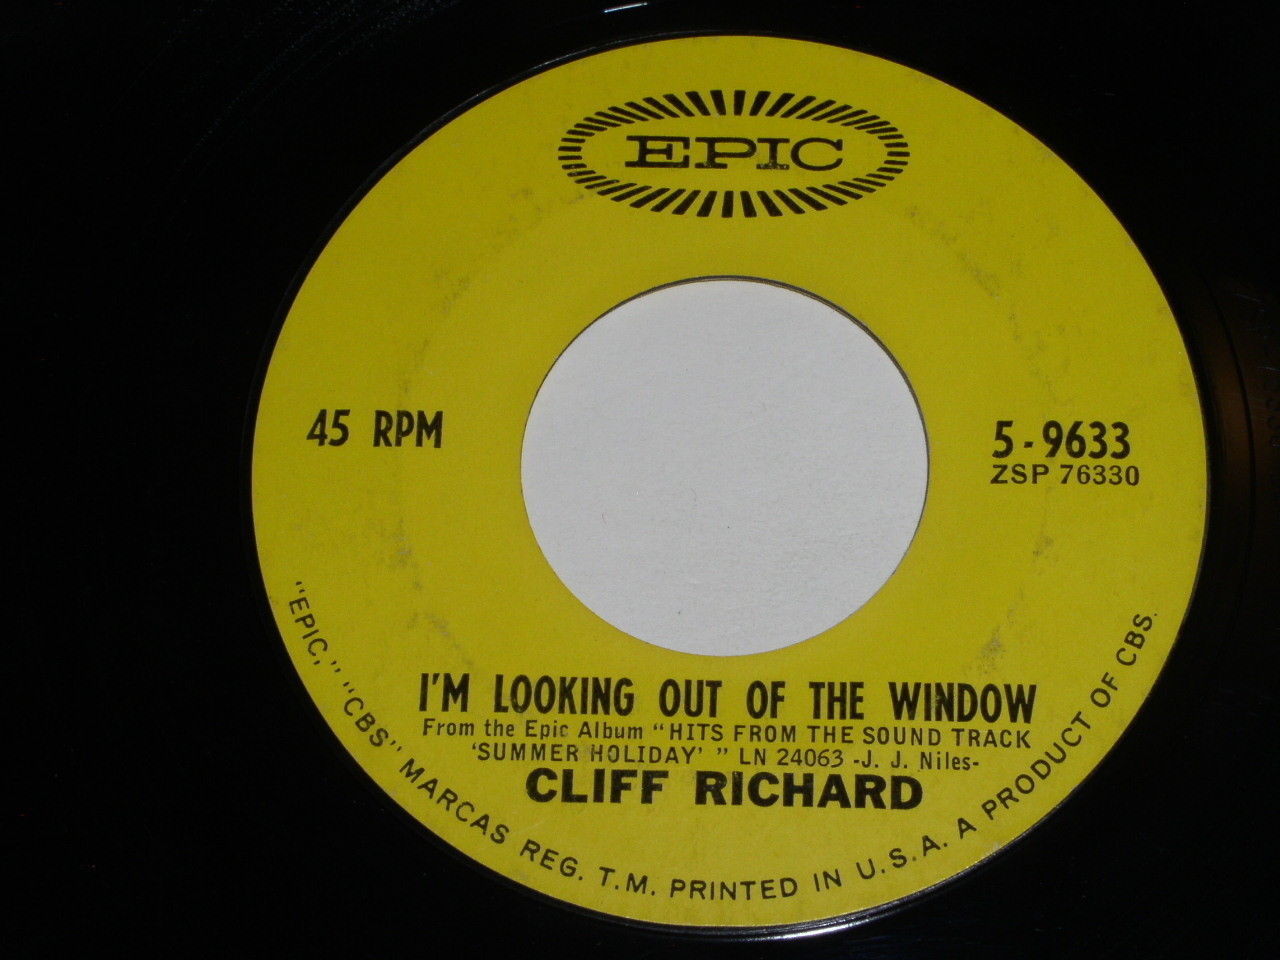 EPIC
45 RPM
5-9633
ZSP 76330
I'M LOOKING OUT OF THE WINDOW
From the Epic Album "HITS FROM THE SOUND TRACK
'SUMMER HOLIDAY' " LN 24063 -J. J. Niles-
CLIFF RICHARD
"EPIC," "CBS" MARCAS REG. T.M. PRINTED IN U.S.A. A PRODUCT OF CBS.